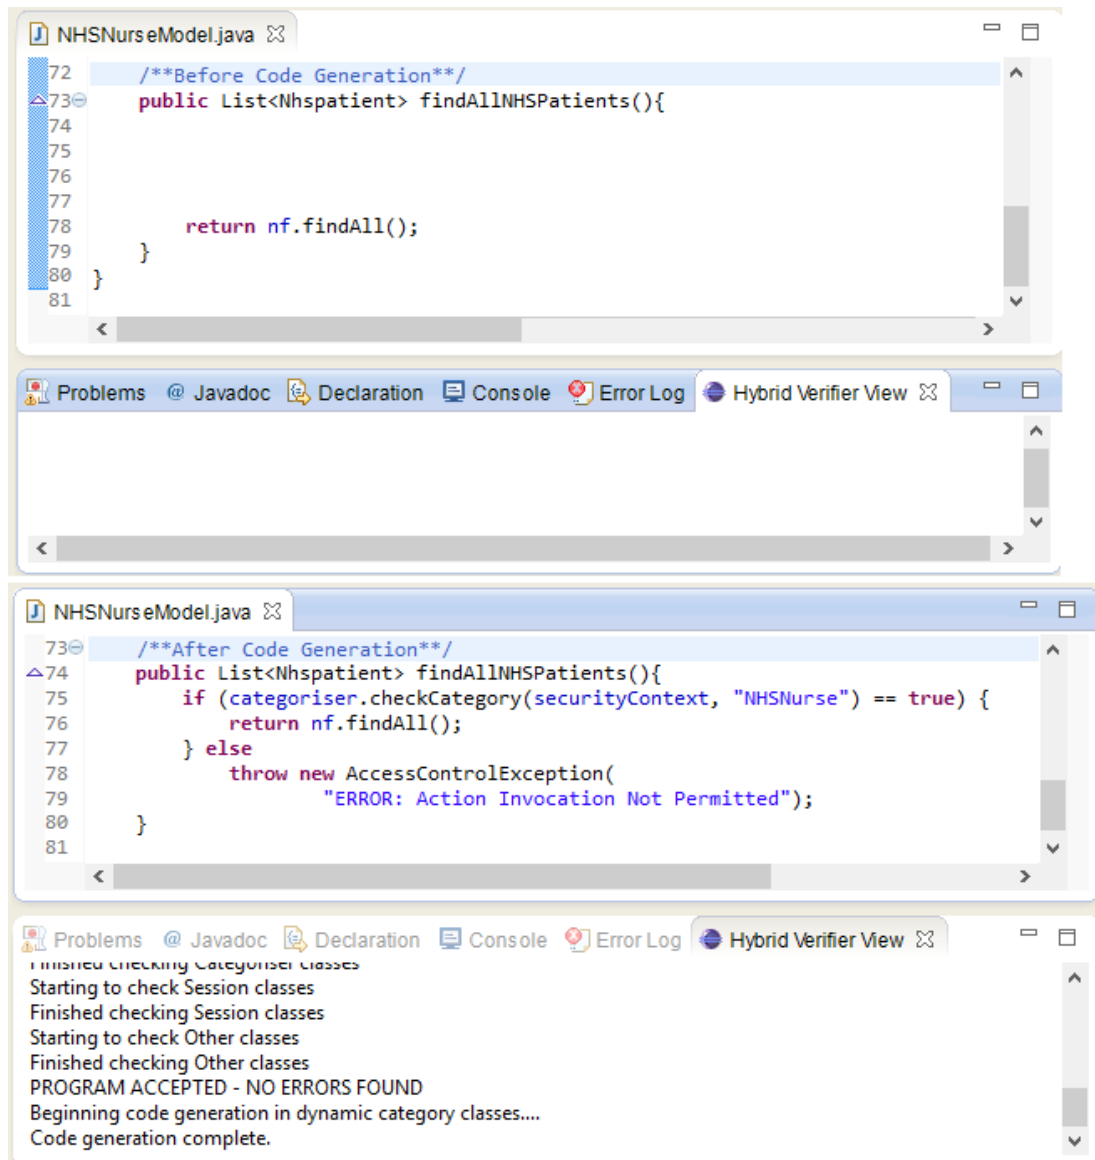 NHSNurseModel.java
72 /**Before Code Generation**/
73 public List<Nhspatient> findAllNHSPatients(){
74
75
76
77
78 return nf.findAll();
79 }
80 }
81
Problems @ Javadoc Declaration Console Error Log Hybrid Verifier View
NHSNurseModel.java
73 /**After Code Generation**/
74 public List<Nhspatient> findAllNHSPatients(){
75 if (categoriser.checkCategory(securityContext, "NHSNurse") == true) {
76 return nf.findAll();
77 } else
78 throw new AccessControlException(
79 "ERROR: Action Invocation Not Permitted");
80 }
81
Problems @ Javadoc Declaration Console Error Log Hybrid Verifier View
Finished checking Categoriser classes
Starting to check Session classes
Finished checking Session classes
Starting to check Other classes
Finished checking Other classes
PROGRAM ACCEPTED - NO ERRORS FOUND
Beginning code generation in dynamic category classes....
Code generation complete.